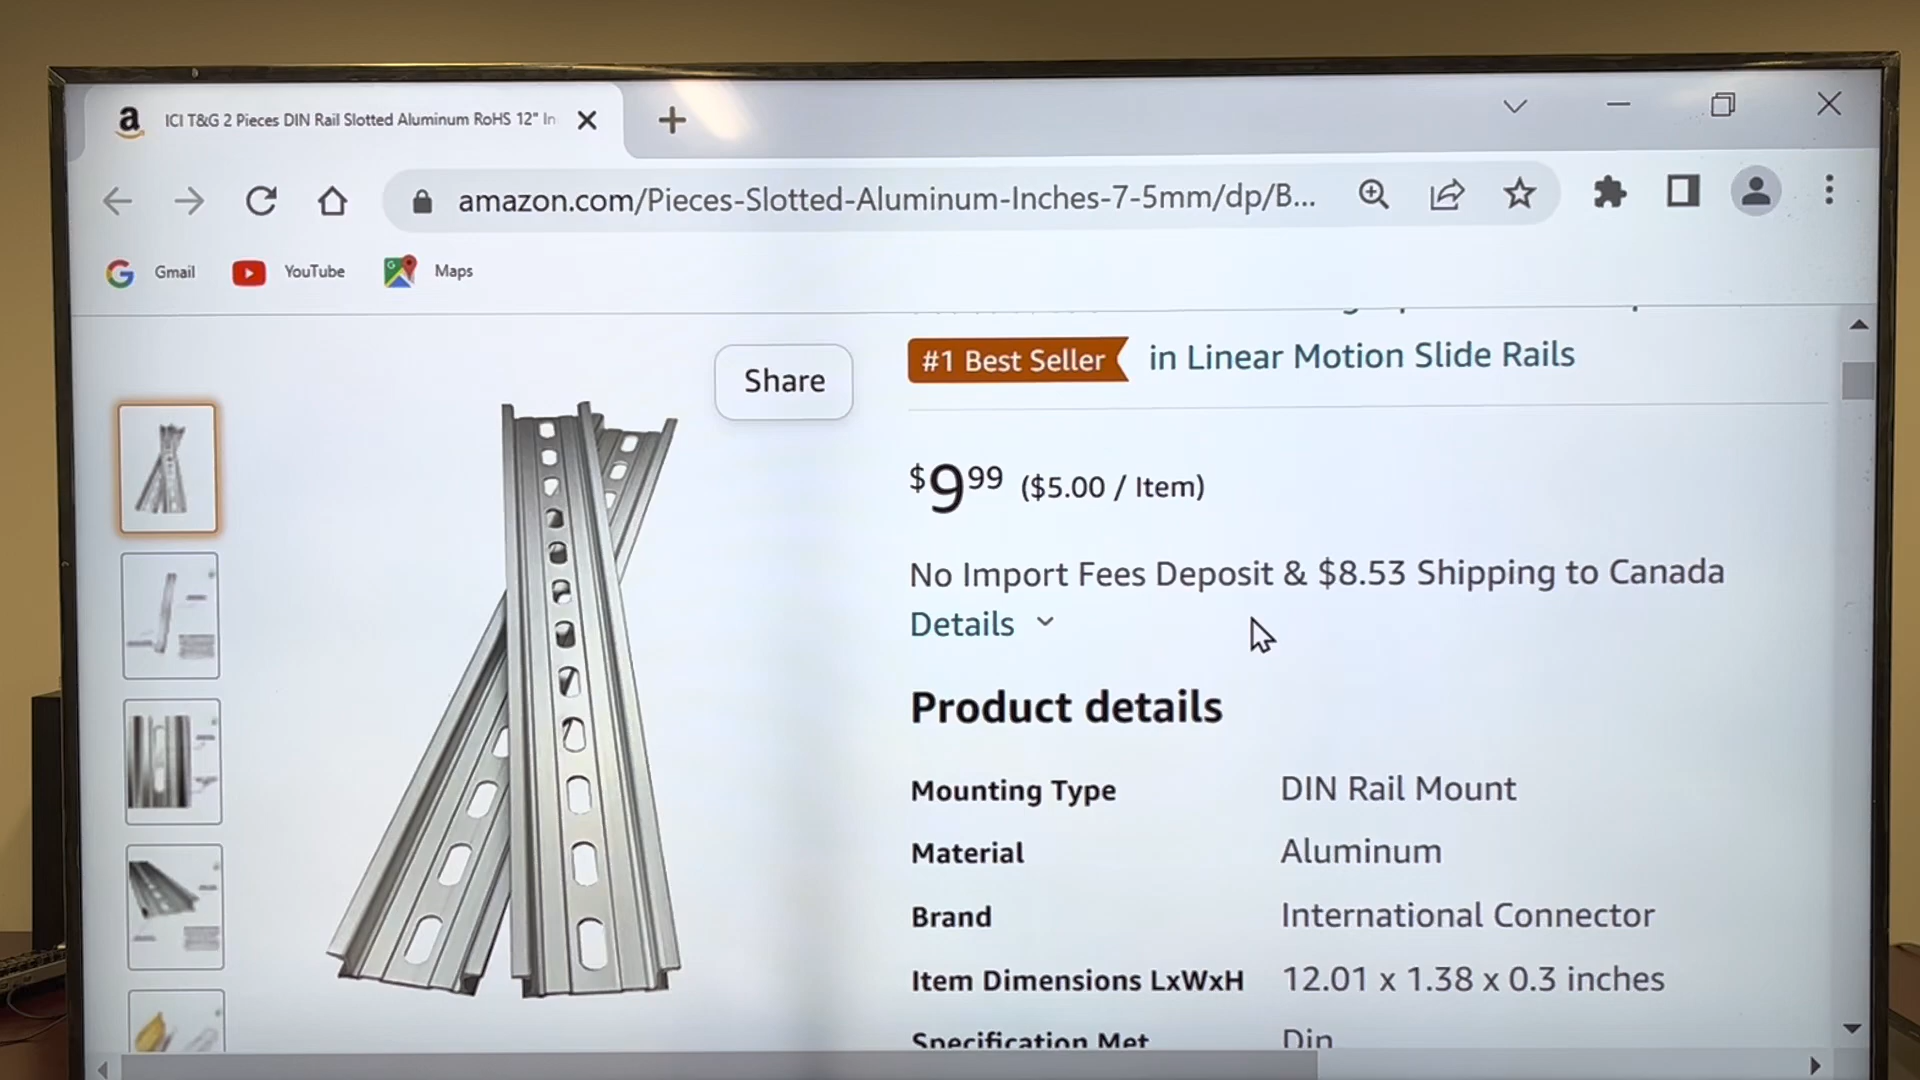 ICI T&G 2 Pieces DIN Rail Slotted Aluminum RoHS 12" In
amazon.com/Pieces-Slotted-Aluminum-Inches-7-5mm/dp/B...
Gmail
YouTube
Maps
Share
#1 Best Seller in Linear Motion Slide Rails
$9.99 ($5.00 / Item)
No Import Fees Deposit & $8.53 Shipping to Canada
Details
Product details
Mounting Type DIN Rail Mount
Material Aluminum
Brand International Connector
Item Dimensions LxWxH 12.01 x 1.38 x 0.3 inches
Specification Met Din